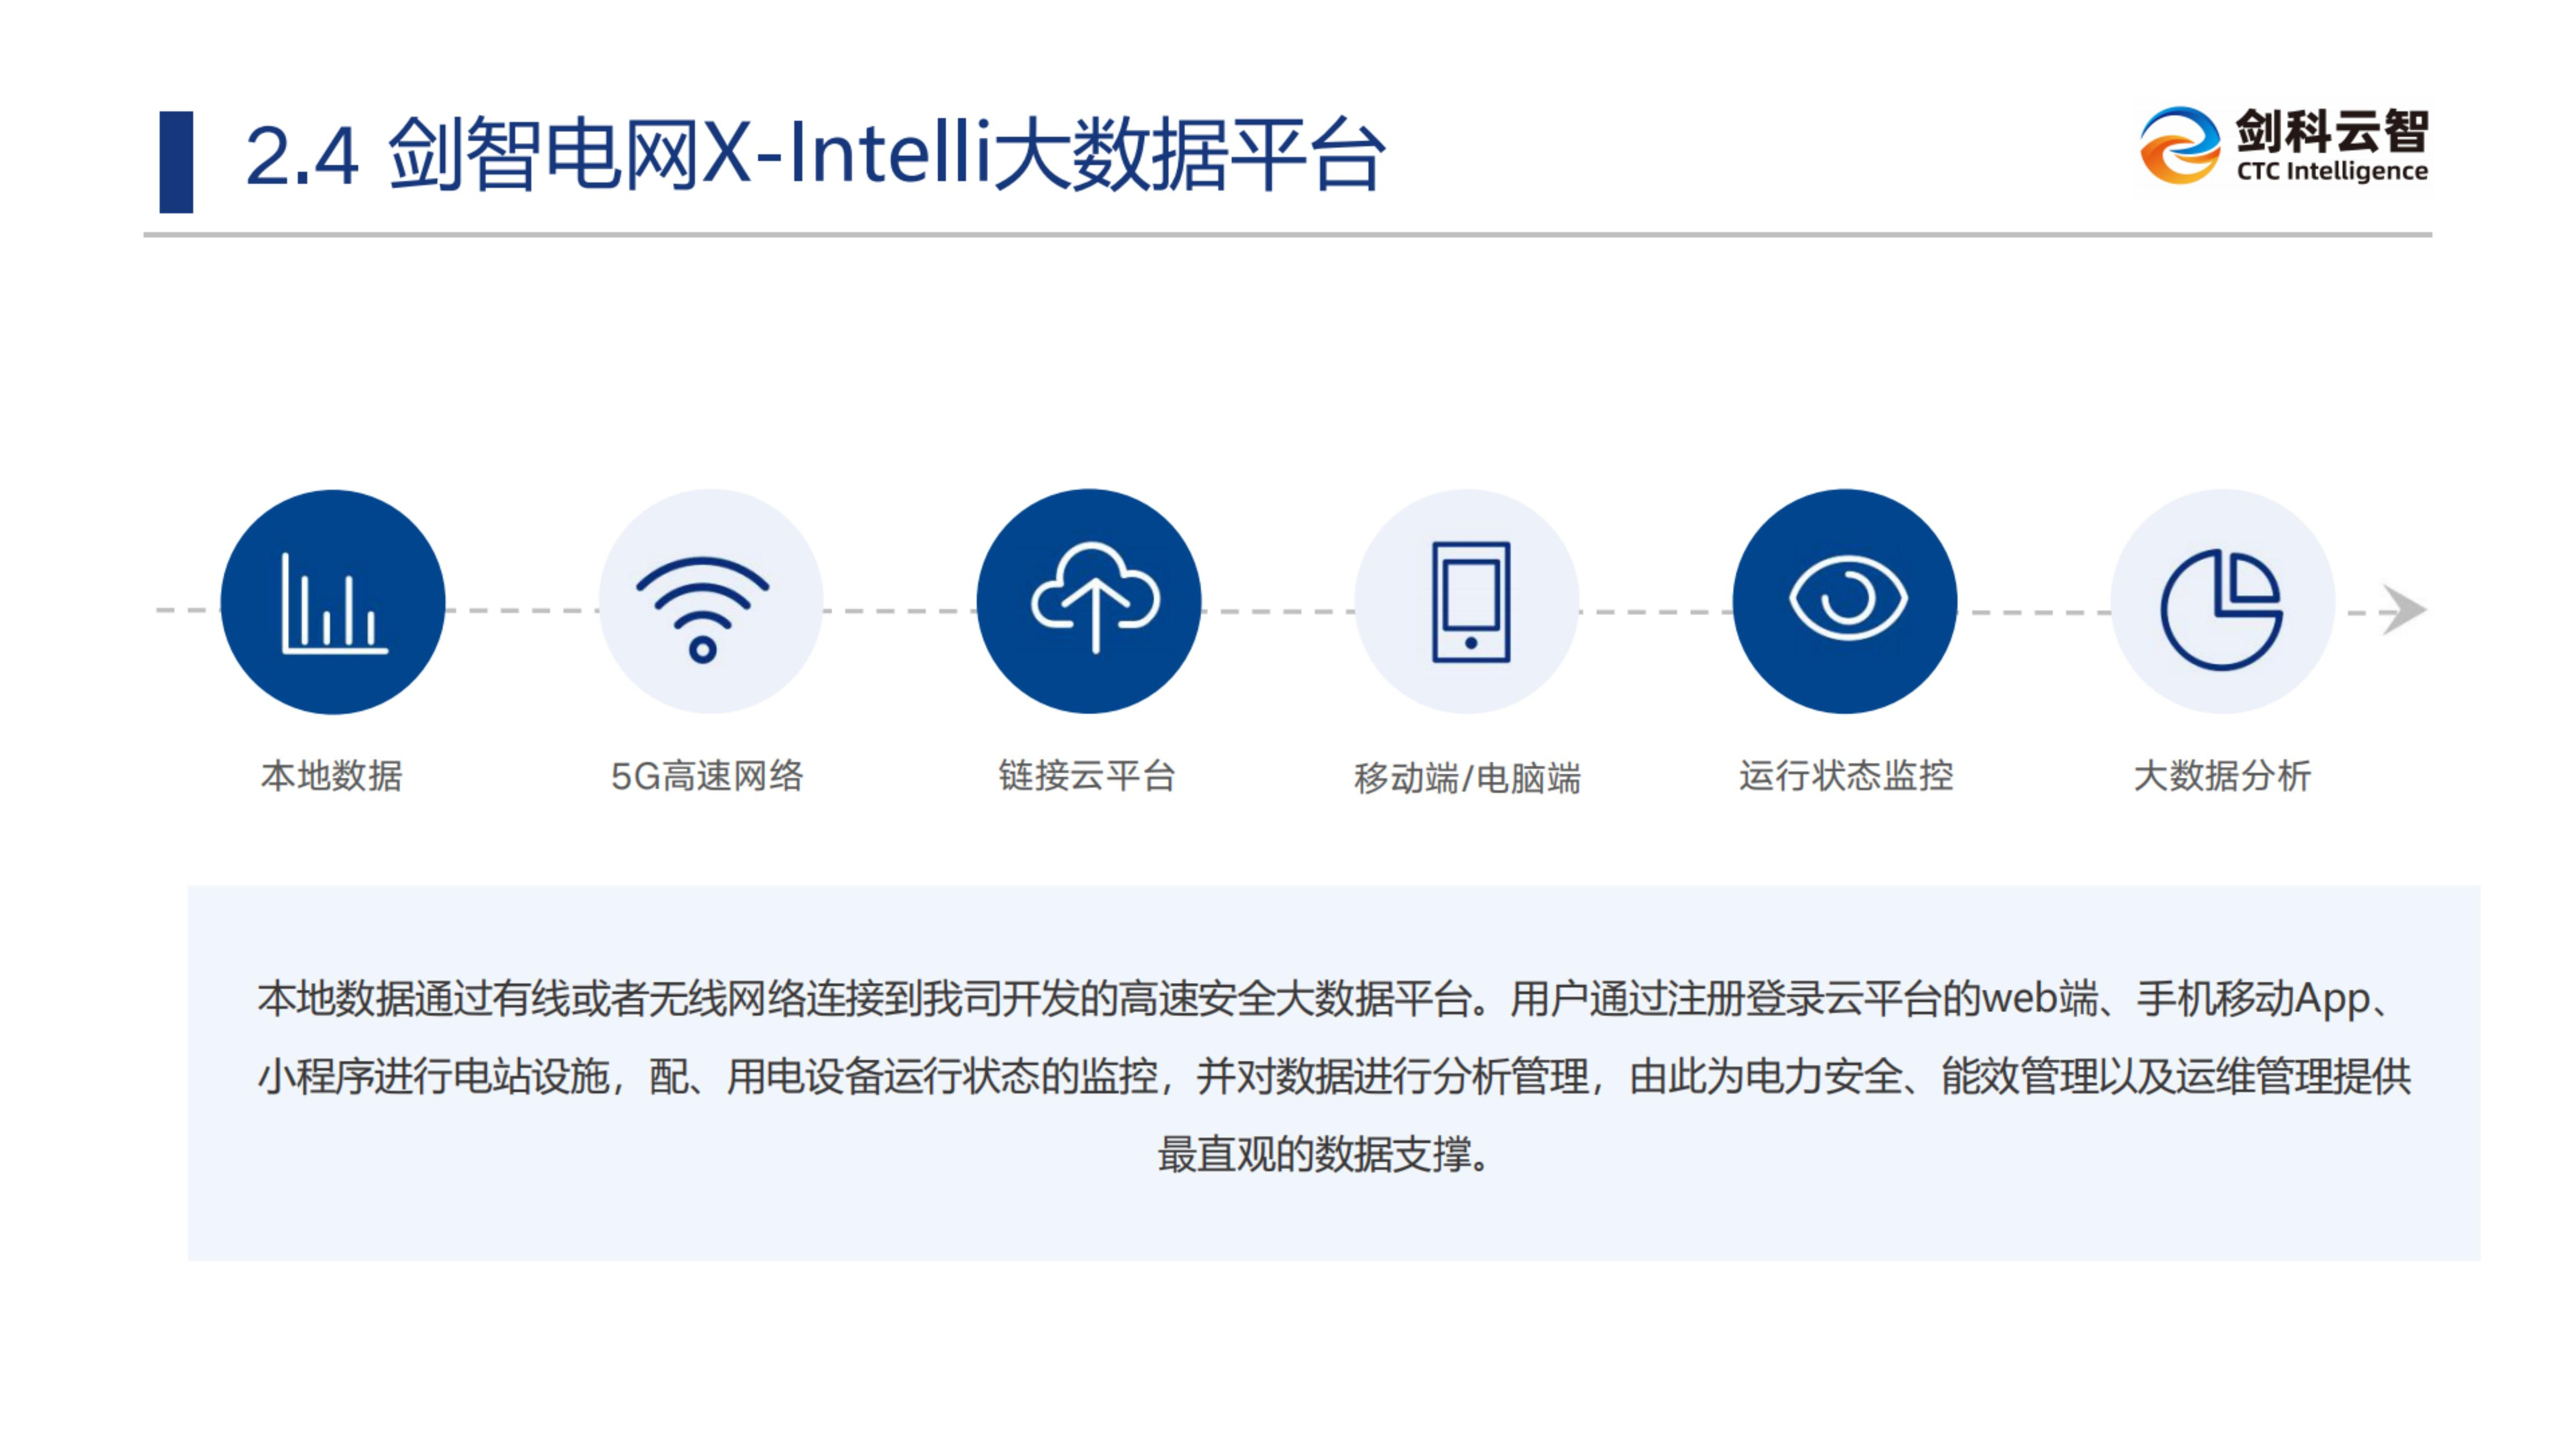 2.4 剑智电网X-Intelli大数据平台
剑科云智
CTC Intelligence
本地数据
5G高速网络
链接云平台
移动端/电脑端
运行状态监控
大数据分析
本地数据通过有线或者无线网络连接到我司开发的高速安全大数据平台。用户通过注册登录云平台的web端、手机移动App、
小程序进行电站设施，配、用电设备运行状态的监控，并对数据进行分析管理，由此为电力安全、能效管理以及运维管理提供
最直观的数据支撑。